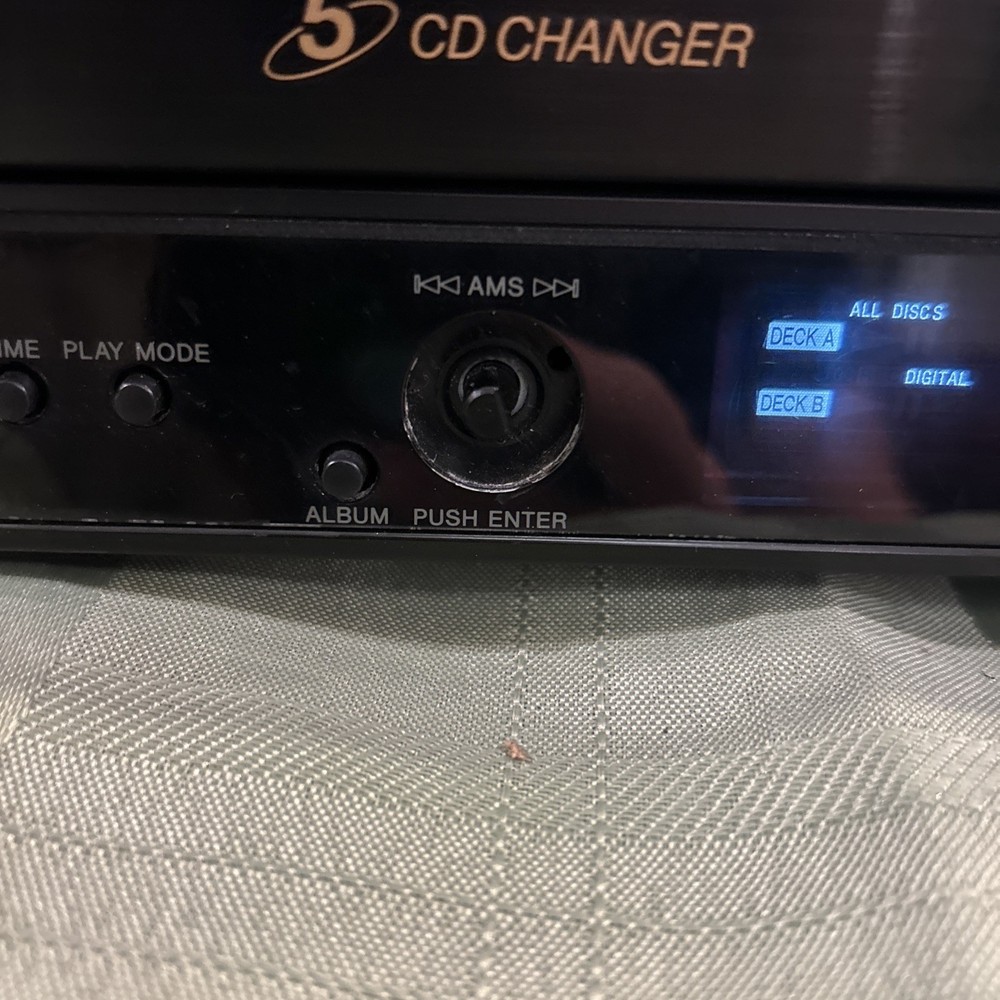 5 CD CHANGER
AMS
IME PLAY MODE
ALBUM PUSH ENTER
ALL DISCS
DECK A
DIGITAL
DECK B